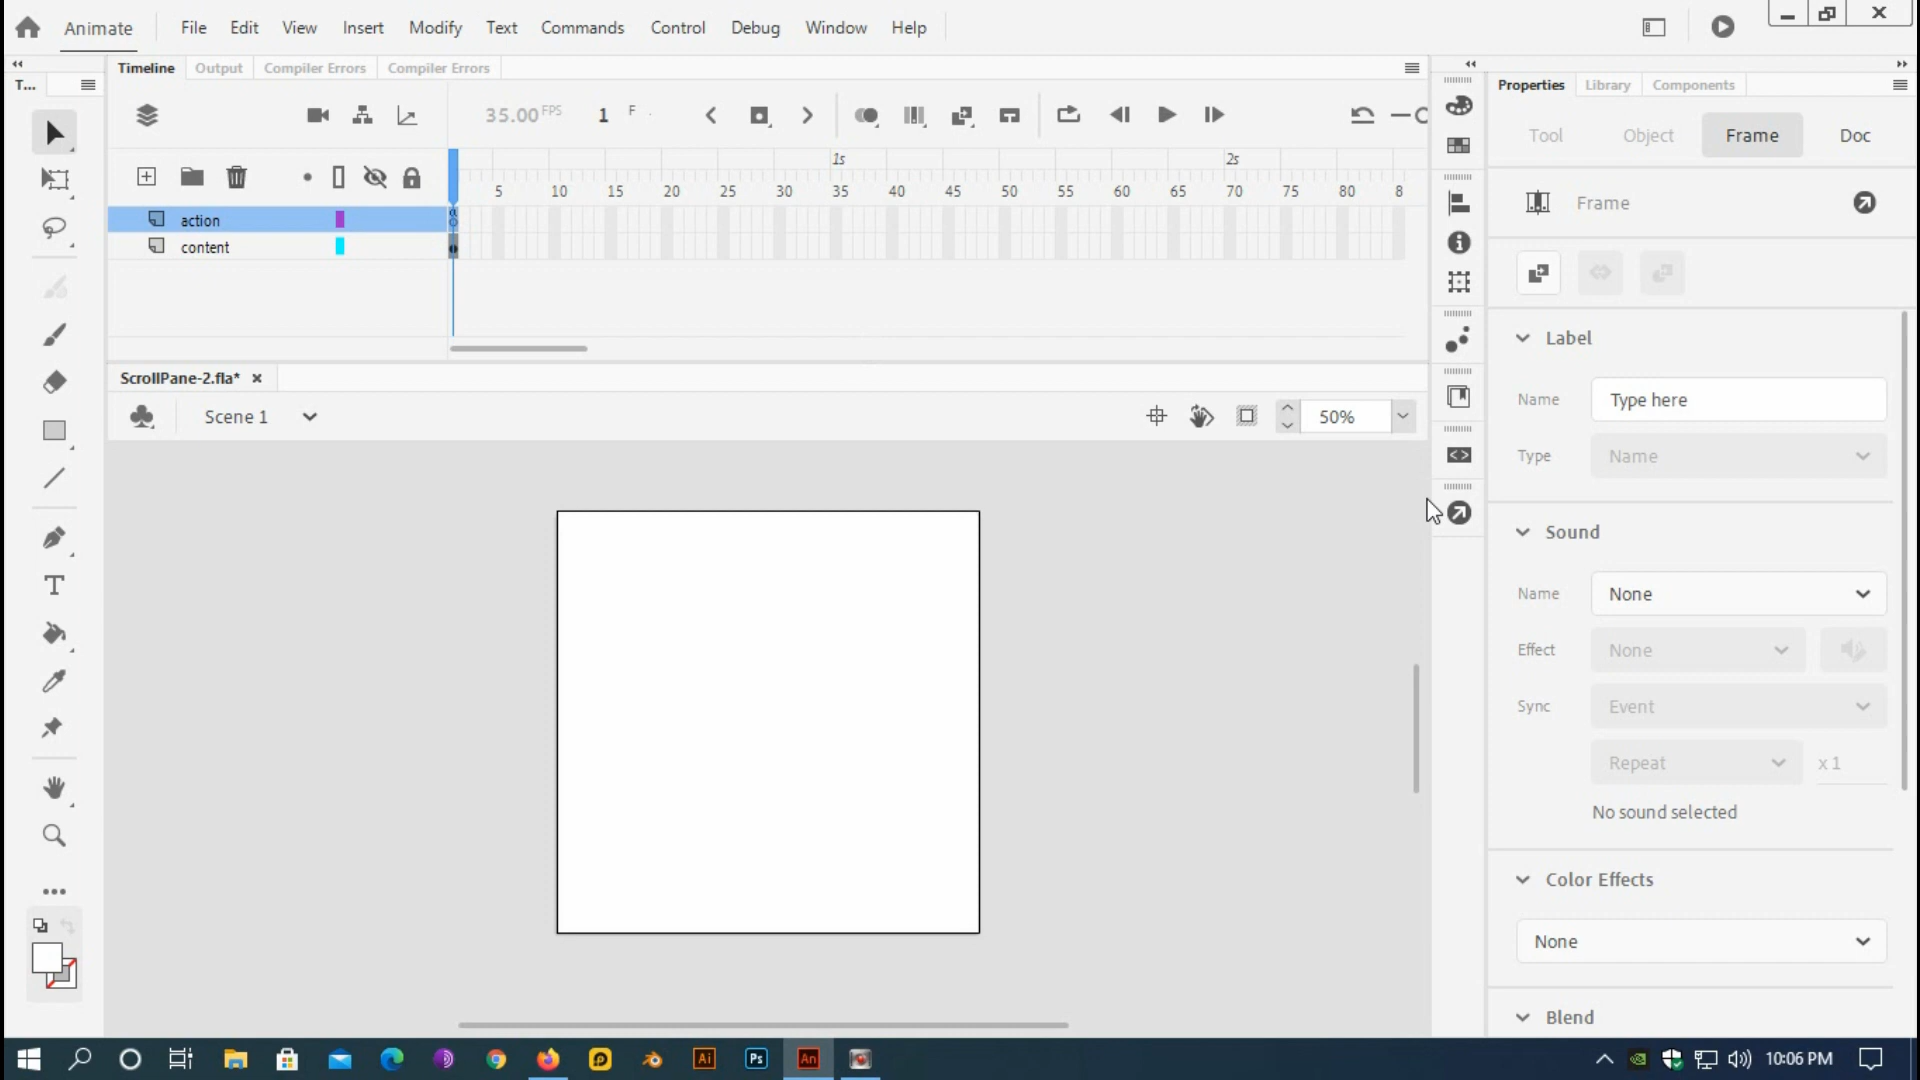 Animate File Edit View Insert Modify Text Commands Control Debug Window Help
T... Timeline Output Compiler Errors Compiler Errors
Properties Library Components
35.00 FPS 1 F
Tool Object Frame Doc
1s 2s
5 10 15 20 25 30 35 40 45 50 55 60 65 70 75 80 8
action
content
Frame
Label
Name Type here
Type Name
ScrollPane-2.fla*
Scene 1 50%
Sound
Name None
Effect None
Sync Event
Repeat x 1
No sound selected
Color Effects
None
Blend
T
Ai Ps An
10:06 PM